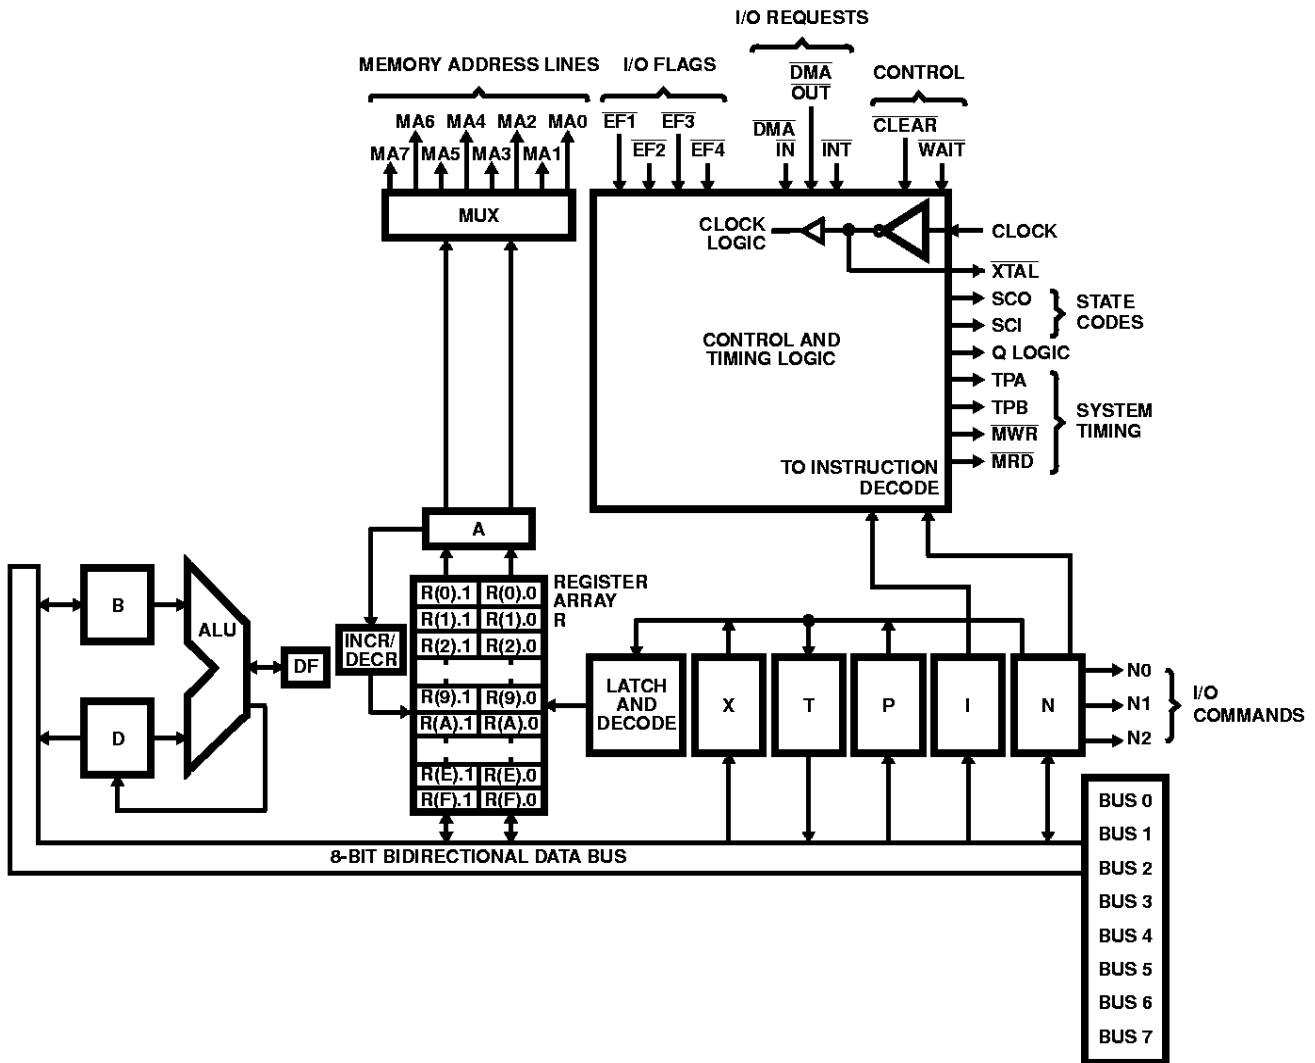 I/O REQUESTS
MEMORY ADDRESS LINES
I/O FLAGS
DMA
OUT
CONTROL
MA6 MA4 MA2 MA0
EF1 EF3
DMA
IN
CLEAR
MA7 MA5 MA3 MA1
EF2 EF4
INT
WAIT
MUX
CLOCK
LOGIC
CLOCK
XTAL
SCO
SCI
STATE
CODES
CONTROL AND
TIMING LOGIC
Q LOGIC
TPA
TPB
MWR
MRD
SYSTEM
TIMING
TO INSTRUCTION
DECODE
A
REGISTER
ARRAY
R
R(0).1 R(0).0
R(1).1 R(1).0
R(2).1 R(2).0
R(9).1 R(9).0
R(A).1 R(A).0
R(E).1 R(E).0
R(F).1 R(F).0
B
ALU
DF
INCR/
DECR
D
LATCH
AND
DECODE
X
T
P
I
N
N0
N1
N2
I/O
COMMANDS
8-BIT BIDIRECTIONAL DATA BUS
BUS 0
BUS 1
BUS 2
BUS 3
BUS 4
BUS 5
BUS 6
BUS 7